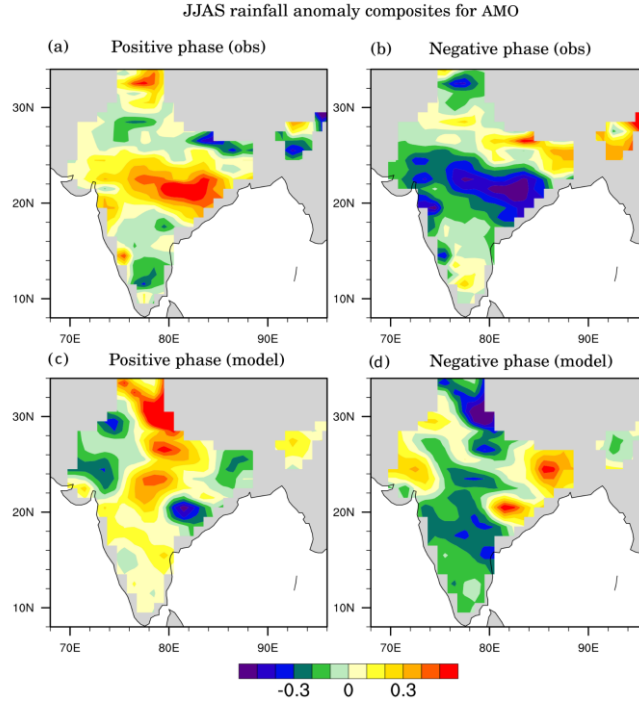 JJAS rainfall anomaly composites for AMO
(a) Positive phase (obs)
(b) Negative phase (obs)
30N
20N
10N
70E 80E 90E
30N
20N
10N
70E 80E 90E
(c) Positive phase (model)
(d) Negative phase (model)
30N
20N
10N
70E 80E 90E
30N
20N
10N
70E 80E 90E
-0.3 0 0.3